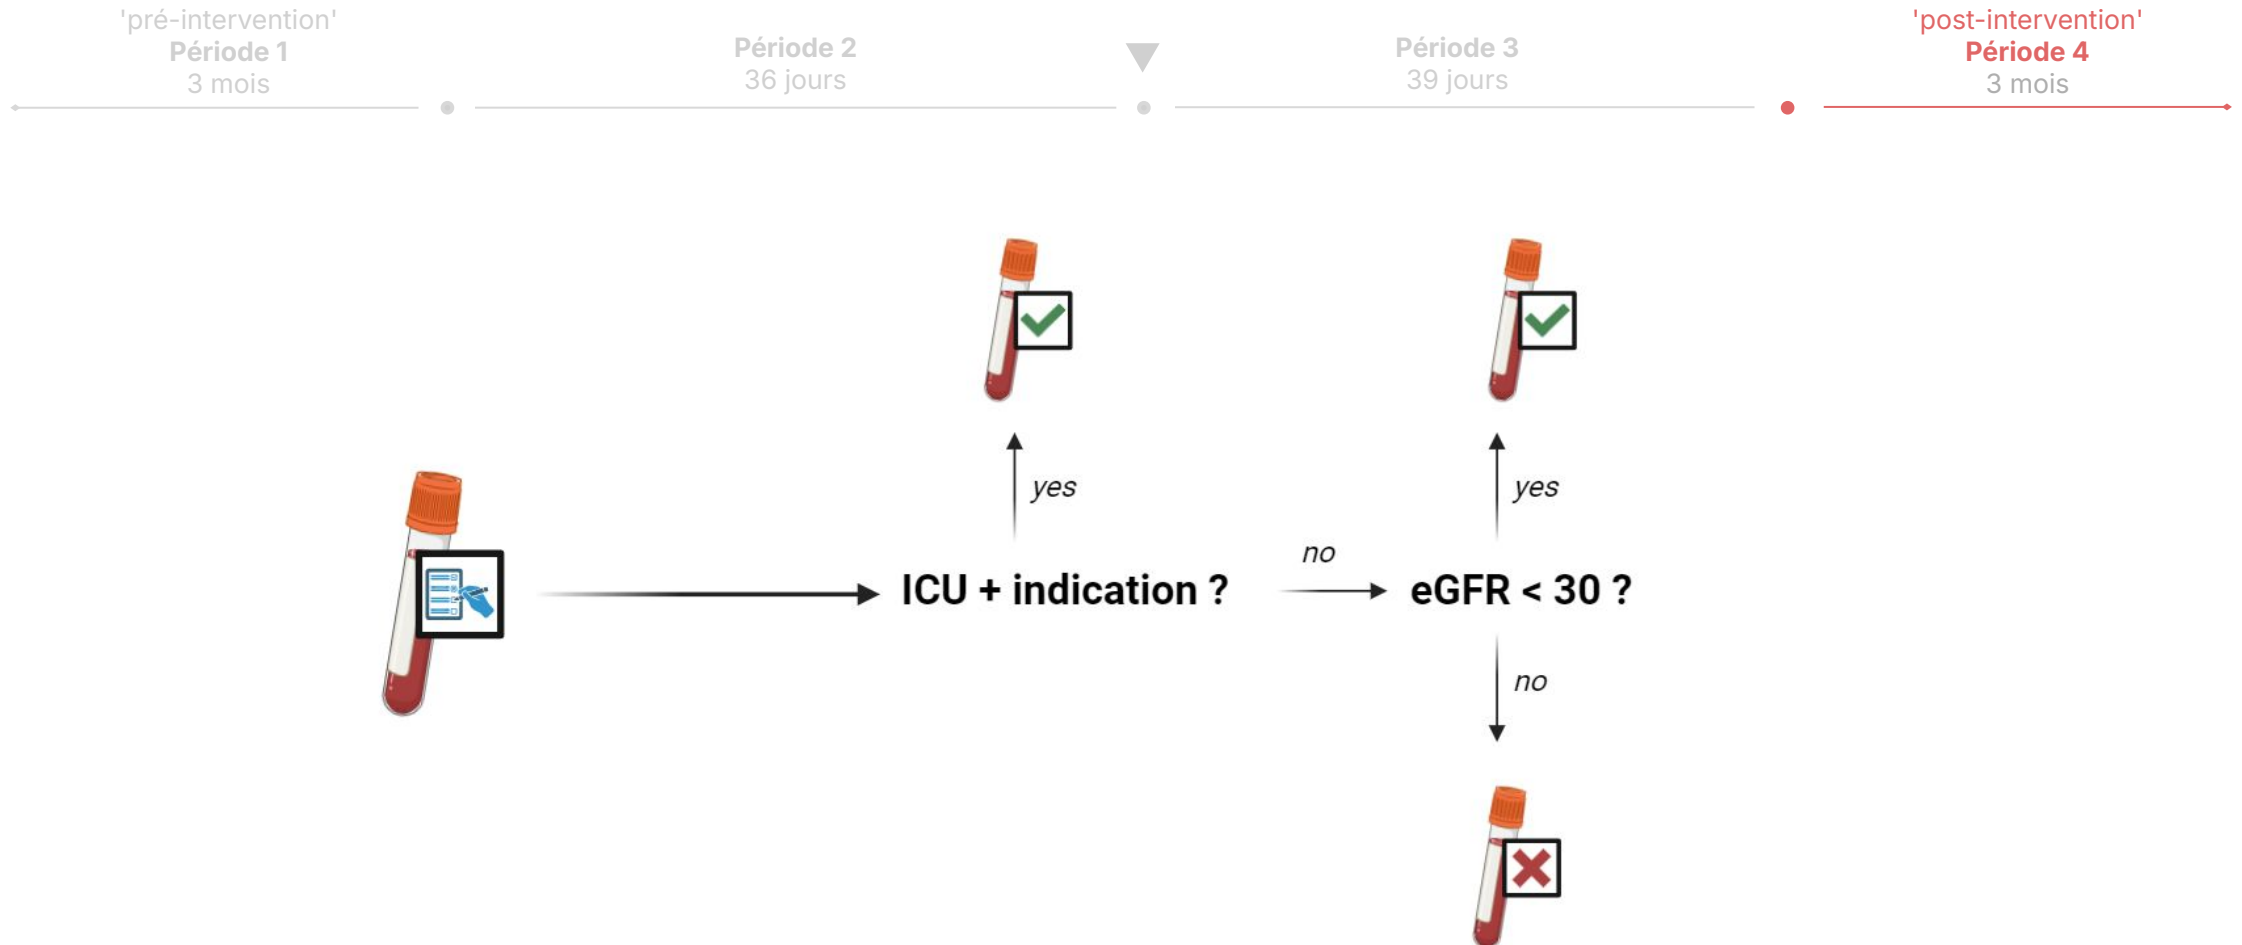 'pré-intervention'
Période 1
3 mois
Période 2
36 jours
Période 3
39 jours
'post-intervention'
Période 4
3 mois
yes
yes
no
ICU + indication ?
eGFR < 30 ?
no